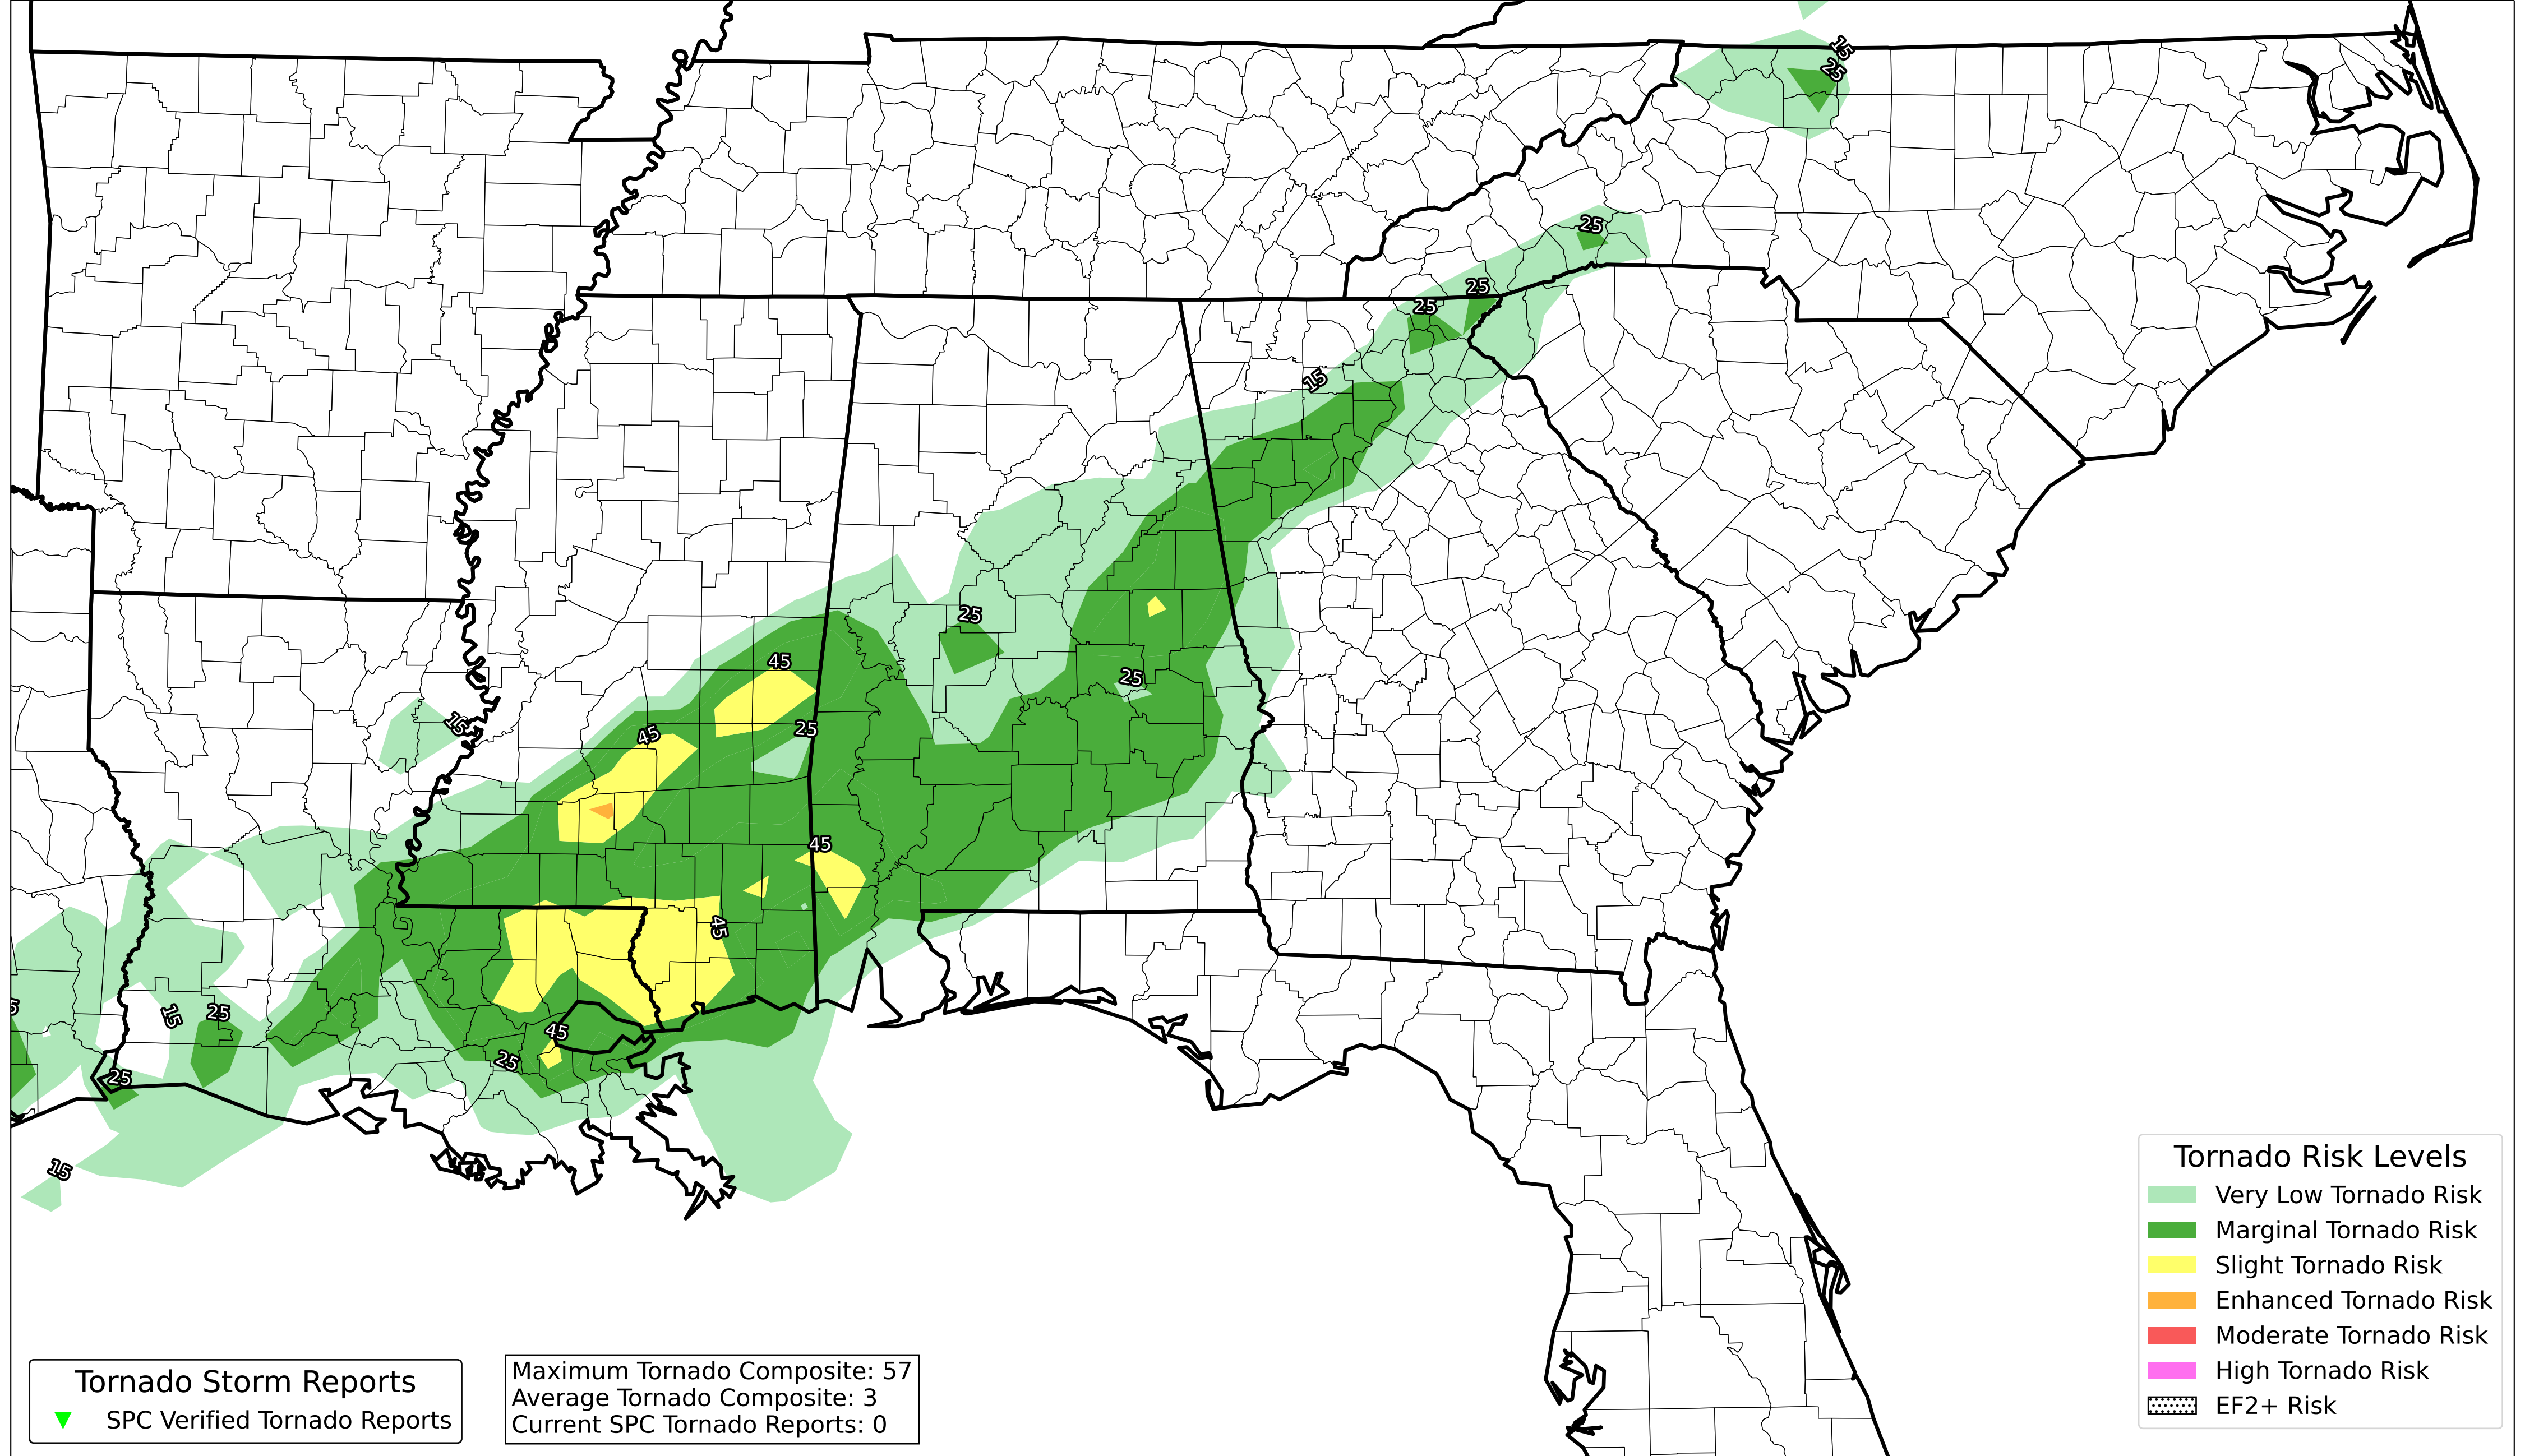 15
25
25
25
25
15
25
45
25
15
45
25
45
45
15
25
45
25
25
15
Tornado Risk Levels
Very Low Tornado Risk
Marginal Tornado Risk
Slight Tornado Risk
Enhanced Tornado Risk
Moderate Tornado Risk
High Tornado Risk
EF2+ Risk
Tornado Storm Reports
SPC Verified Tornado Reports
Maximum Tornado Composite: 57
Average Tornado Composite: 3
Current SPC Tornado Reports: 0